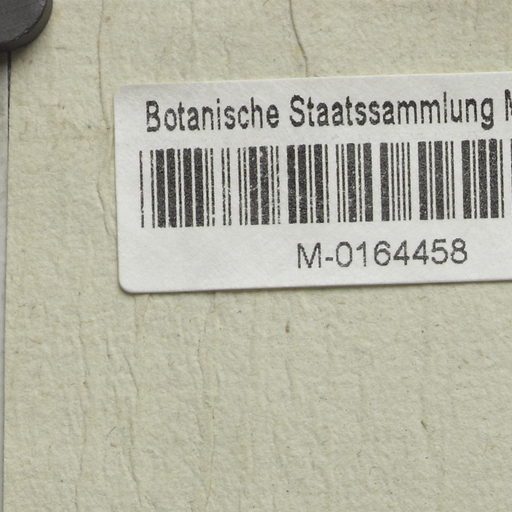 Botanische Staatssammlung
M-0164458